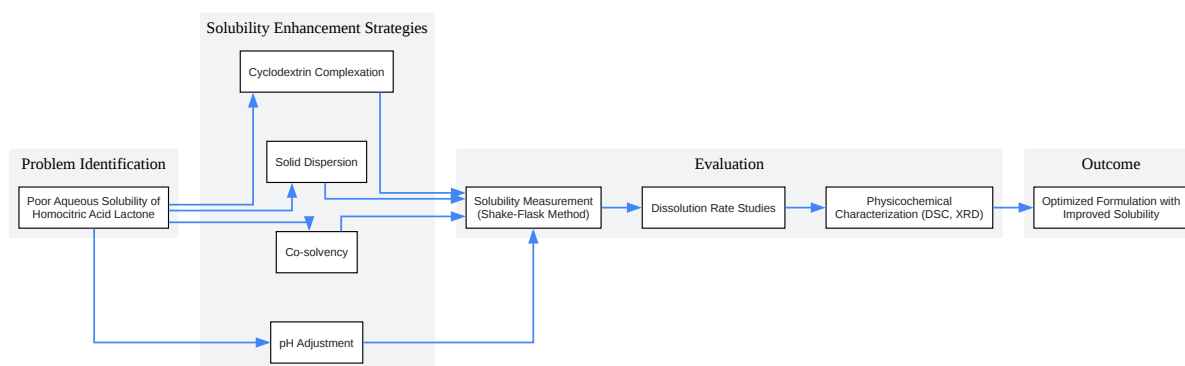 Solubility Enhancement Strategies
Cyclodextrin Complexation
Solid Dispersion
Problem Identification
Evaluation
Outcome
Poor Aqueous Solubility of
Homocitric Acid Lactone
Solubility Measurement
(Shake-Flask Method)
Dissolution Rate Studies
Physicochemical
Characterization (DSC, XRD)
Optimized Formulation with
Improved Solubility
Co-solvency
pH Adjustment